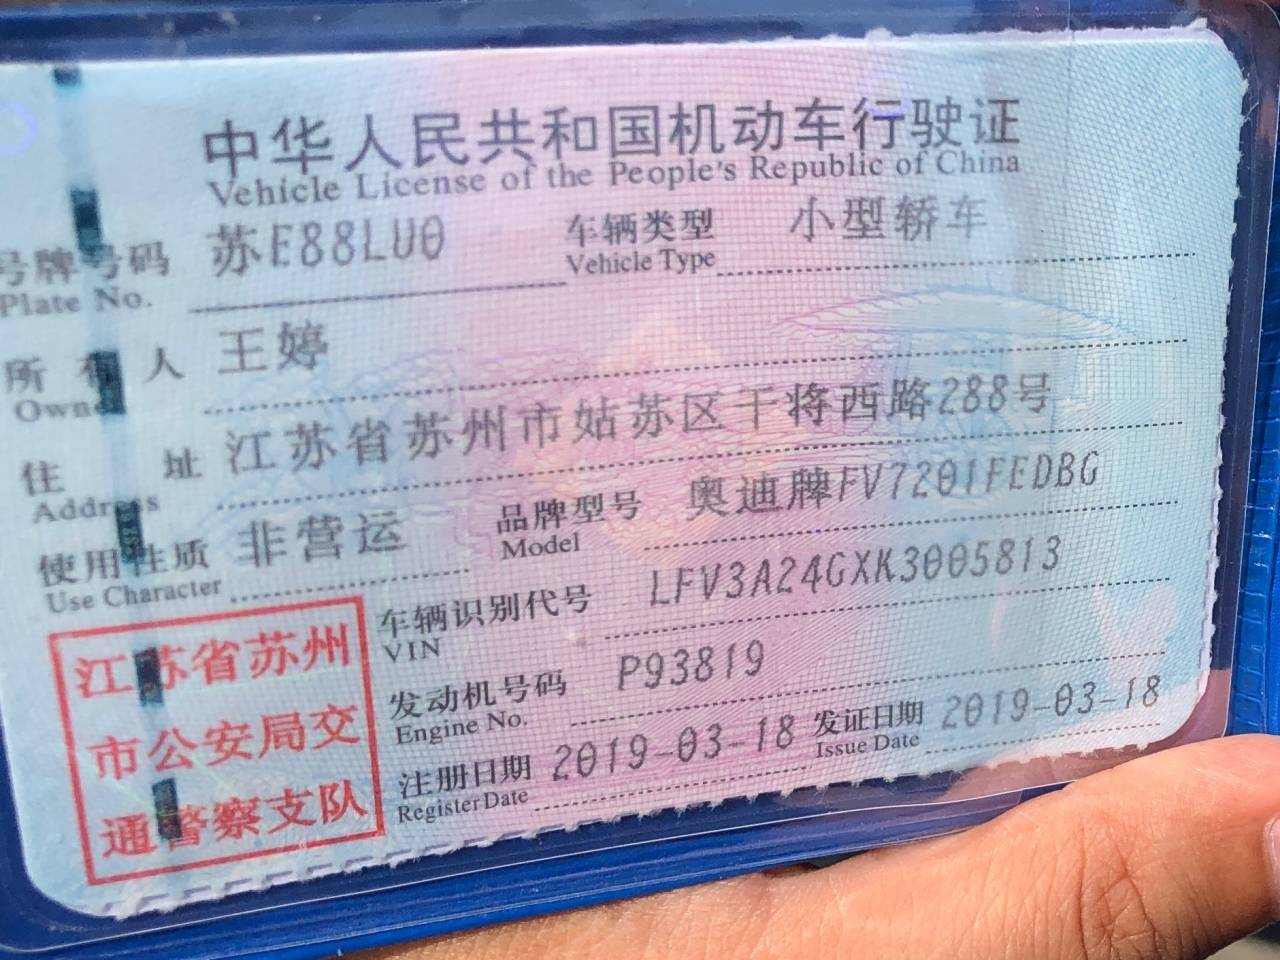 中华人民共和国机动车行驶证
Vehicle License of the People's Republic of China
号牌号码 苏E88LU0 车辆类型 小型轿车
Plate No. Vehicle Type
所有人 王婷
Owner
住址 江苏省苏州市姑苏区干将西路288号
Address
使用性质 非营运 品牌型号 奥迪牌FV7201FEDBG
Use Character Model
车辆识别代号 LFV3A24GXK3005813
VIN
发动机号码 P93819
Engine No.
注册日期 2019-03-18 发证日期 2019-03-18
Register Date Issue Date
江苏省苏州
市公安局交
通警察支队